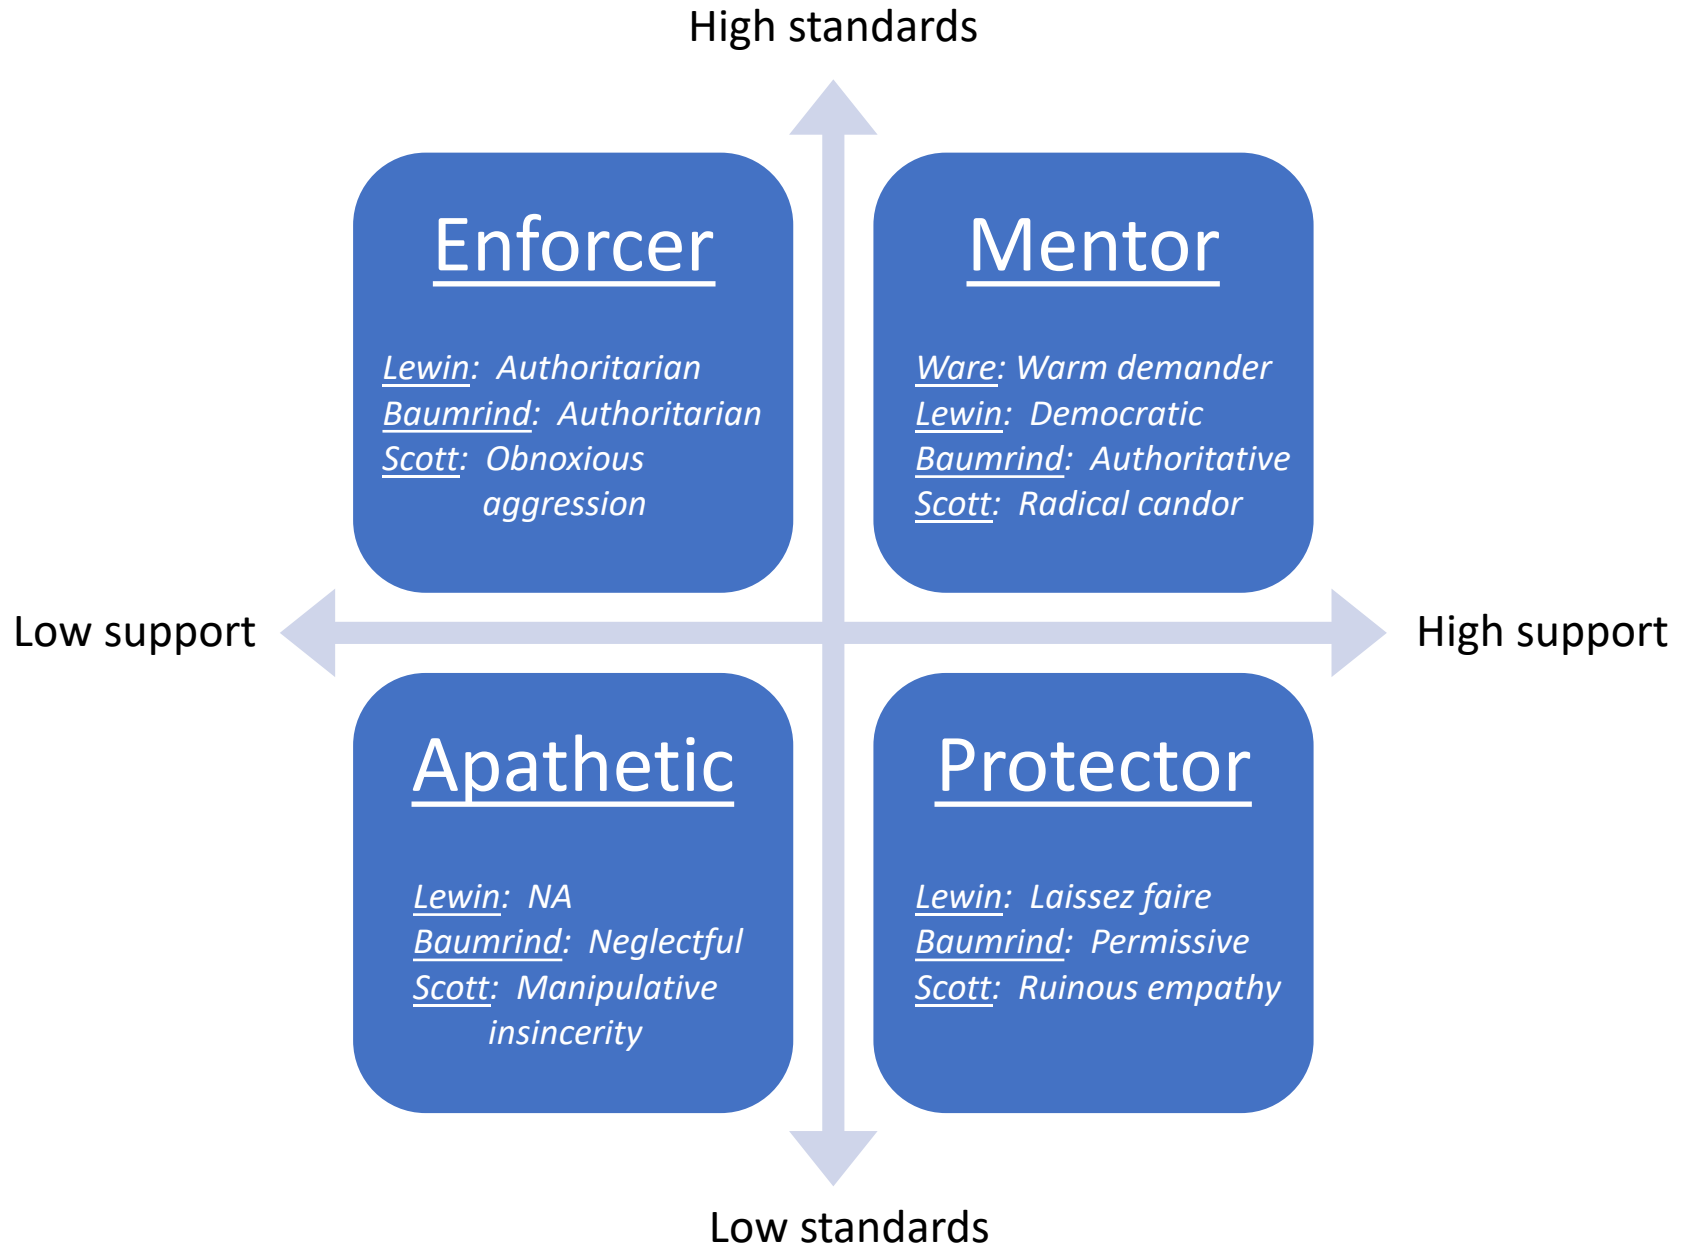 High standards
Enforcer
Lewin: Authoritarian
Baumrind: Authoritarian
Scott: Obnoxious
aggression
Mentor
Ware: Warm demander
Lewin: Democratic
Baumrind: Authoritative
Scott: Radical candor
Low support
High support
Apathetic
Lewin: NA
Baumrind: Neglectful
Scott: Manipulative
insincerity
Protector
Lewin: Laissez faire
Baumrind: Permissive
Scott: Ruinous empathy
Low standards